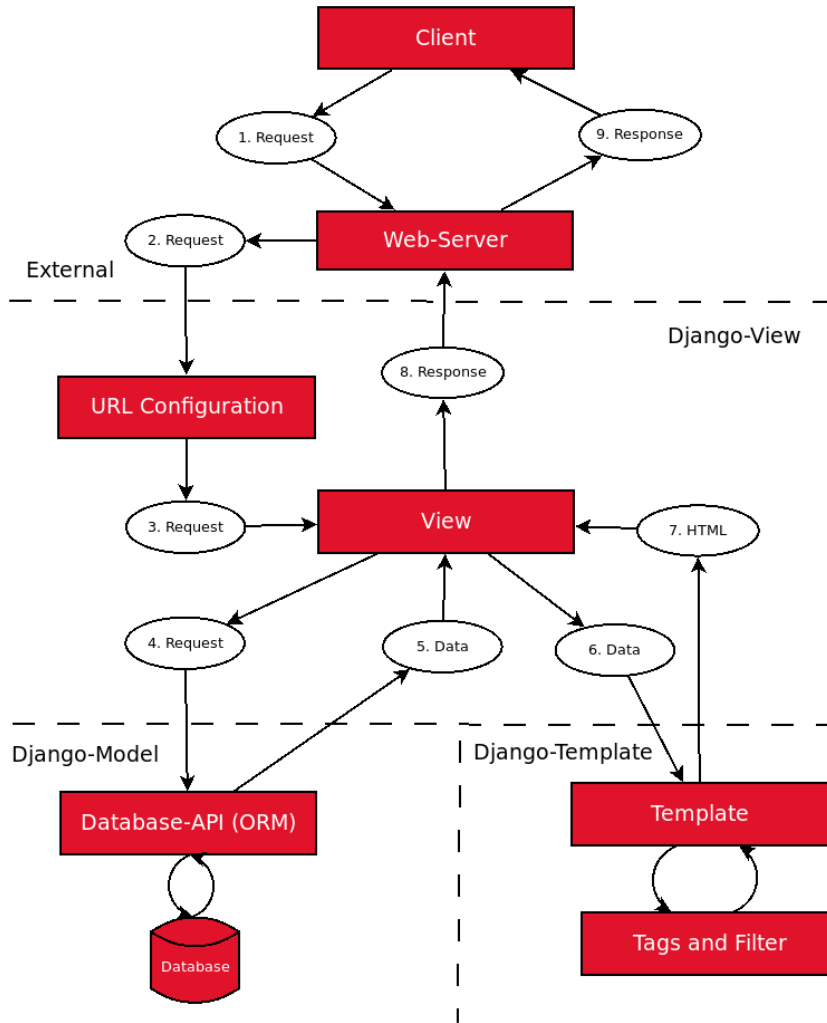 Client
1. Request
9. Response
2. Request
Web-Server
External
Django-View
8. Response
URL Configuration
3. Request
View
7. HTML
4. Request
5. Data
6. Data
Django-Model
Django-Template
Database-API (ORM)
Template
Database
Tags and Filter